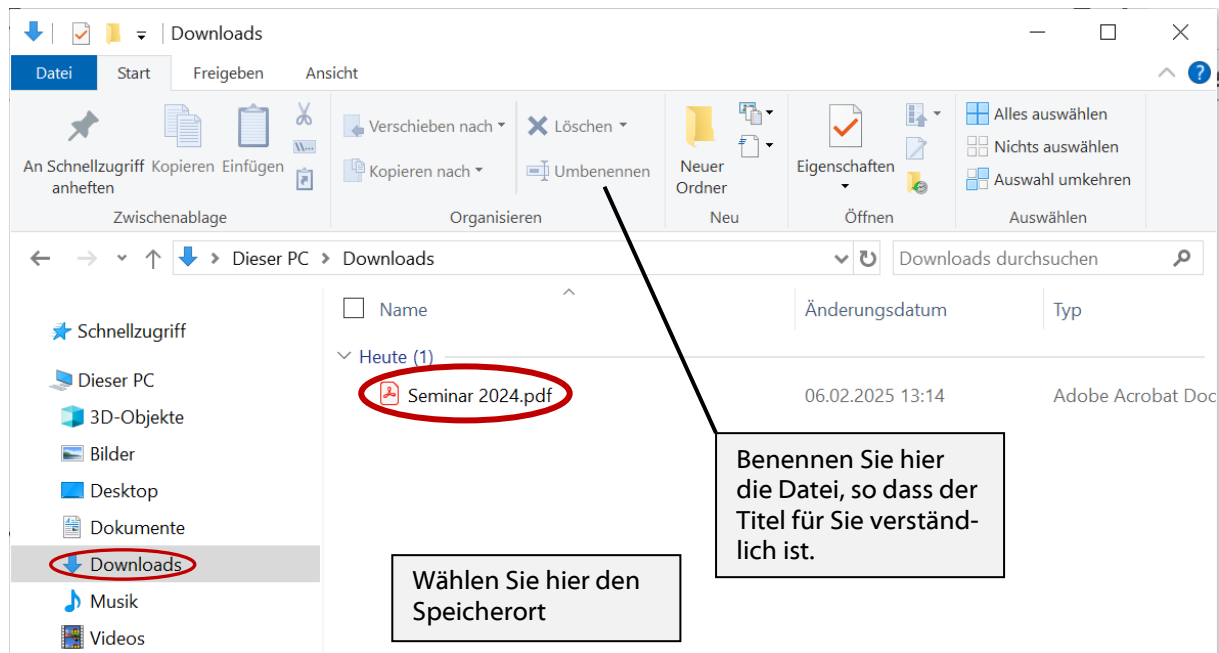 Downloads
Datei Start Freigeben Ansicht
An Schnellzugriff anheften
Kopieren
Einfügen
Verschieben nach
Kopieren nach
Löschen
Umbenennen
Neuer
Ordner
Eigenschaften
Alles auswählen
Nichts auswählen
Auswahl umkehren
Zwischenablage Organisieren Neu Öffnen Auswählen
Dieser PC Downloads
Downloads durchsuchen
Name Änderungsdatum Typ
Heute (1)
Seminar 2024.pdf 06.02.2025 13:14 Adobe Acrobat Doc
Schnellzugriff
Dieser PC
3D-Objekte
Bilder
Desktop
Dokumente
Downloads
Musik
Videos
Benennen Sie hier
die Datei, so dass der
Titel für Sie verständ-
lich ist.
Wählen Sie hier den
Speicherort